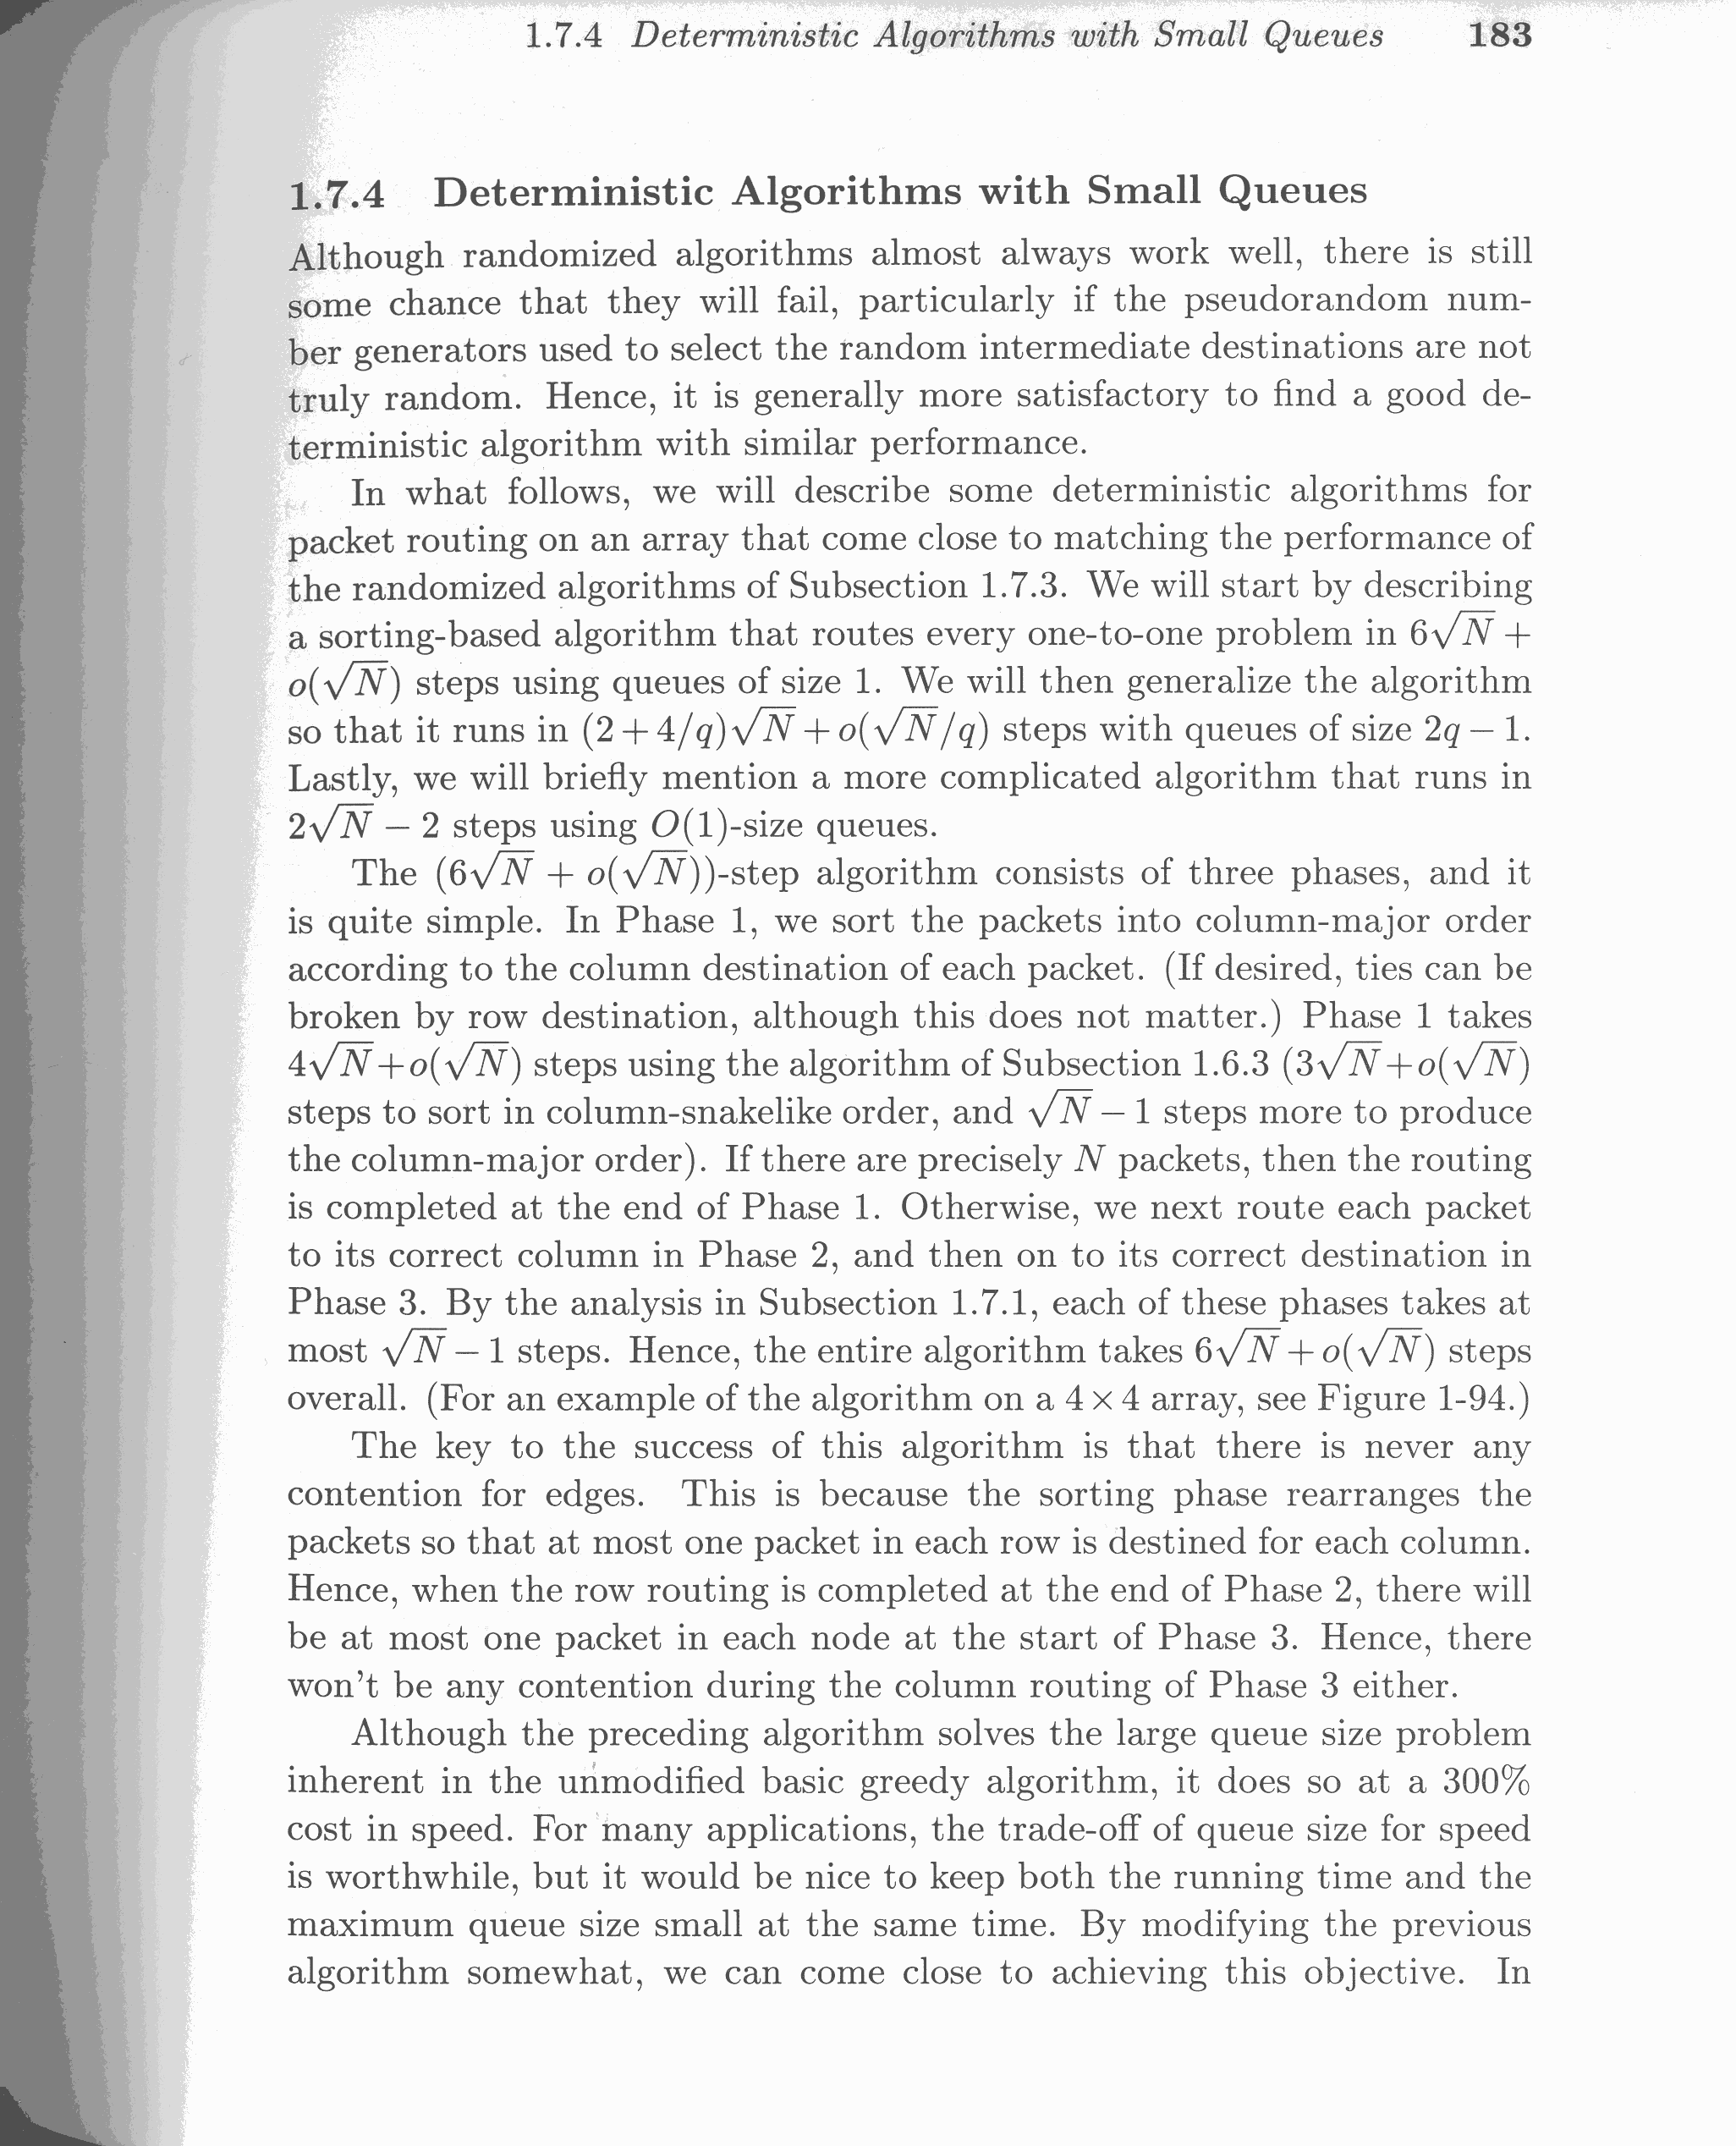 1.7.4 Deterministic Algorithms with Small Queues 183
1.7.4 Deterministic Algorithms with Small Queues
Although randomized algorithms almost always work well, there is still
some chance that they will fail, particularly if the pseudorandom num-
ber generators used to select the random intermediate destinations are not
truly random. Hence, it is generally more satisfactory to find a good de-
terministic algorithm with similar performance.
In what follows, we will describe some deterministic algorithms for
packet routing on an array that come close to matching the performance of
the randomized algorithms of Subsection 1.7.3. We will start by describing
a sorting-based algorithm that routes every one-to-one problem in 6√N +
o(√N) steps using queues of size 1. We will then generalize the algorithm
so that it runs in (2 + 4/q)√N + o(√N/q) steps with queues of size 2q − 1.
Lastly, we will briefly mention a more complicated algorithm that runs in
2√N − 2 steps using O(1)-size queues.
The (6√N + o(√N))-step algorithm consists of three phases, and it
is quite simple. In Phase 1, we sort the packets into column-major order
according to the column destination of each packet. (If desired, ties can be
broken by row destination, although this does not matter.) Phase 1 takes
4√N + o(√N) steps using the algorithm of Subsection 1.6.3 (3√N + o(√N)
steps to sort in column-snakelike order, and √N − 1 steps more to produce
the column-major order). If there are precisely N packets, then the routing
is completed at the end of Phase 1. Otherwise, we next route each packet
to its correct column in Phase 2, and then on to its correct destination in
Phase 3. By the analysis in Subsection 1.7.1, each of these phases takes at
most √N − 1 steps. Hence, the entire algorithm takes 6√N + o(√N) steps
overall. (For an example of the algorithm on a 4 × 4 array, see Figure 1-94.)
The key to the success of this algorithm is that there is never any
contention for edges. This is because the sorting phase rearranges the
packets so that at most one packet in each row is destined for each column.
Hence, when the row routing is completed at the end of Phase 2, there will
be at most one packet in each node at the start of Phase 3. Hence, there
won't be any contention during the column routing of Phase 3 either.
Although the preceding algorithm solves the large queue size problem
inherent in the unmodified basic greedy algorithm, it does so at a 300%
cost in speed. For many applications, the trade-off of queue size for speed
is worthwhile, but it would be nice to keep both the running time and the
maximum queue size small at the same time. By modifying the previous
algorithm somewhat, we can come close to achieving this objective. In